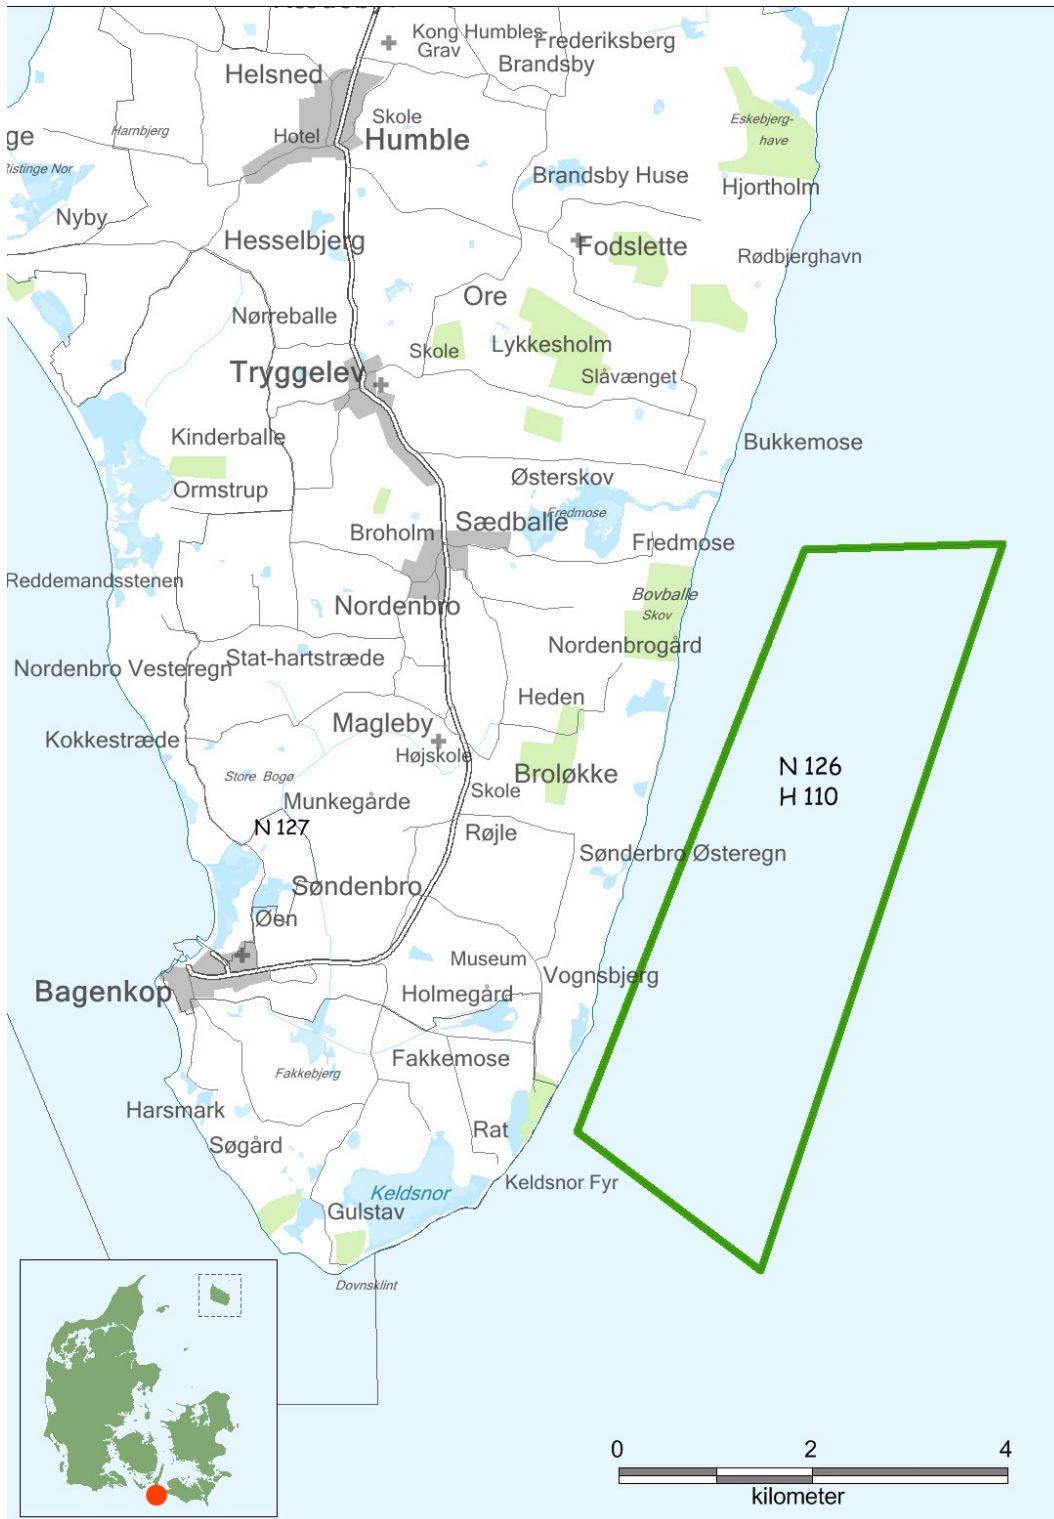 Kong Humbles
Grav
Frederiksberg
Brandsby
Helsned
Skole
Hotel
Humble
Harnbjerg
Eskebjerg-
have
ge
Ristinge Nor
Brandsby Huse
Hjortholm
Nyby
Hesselbjerg
Fodslette
Rødbjerghavn
Ore
Nørreballe
Skole
Lykkesholm
Tryggelev
Slåvænget
Kinderballe
Bukkemose
Østerskov
Ormstrup
Fredmose
Broholm
Sædballe
Fredmose
Reddemandsstenen
Bovballe
Skov
Nordenbro
Nordenbrogård
Nordenbro Vesteregn
Stat-hartstræde
Heden
Magleby
Kokkestræde
Højskole
Store Bogø
Broløkke
N 126
H 110
Skole
Munkegårde
N 127
Røjle
Sønderbro Østeregn
Søndenbro
Øen
Museum
Vognsbjerg
Bagenkop
Holmegård
Fakkemose
Fakkebjerg
Harsmark
Rat
Søgård
Keldsnor
Keldsnor Fyr
Gulstav
Dovnsklint
0 2 4
kilometer